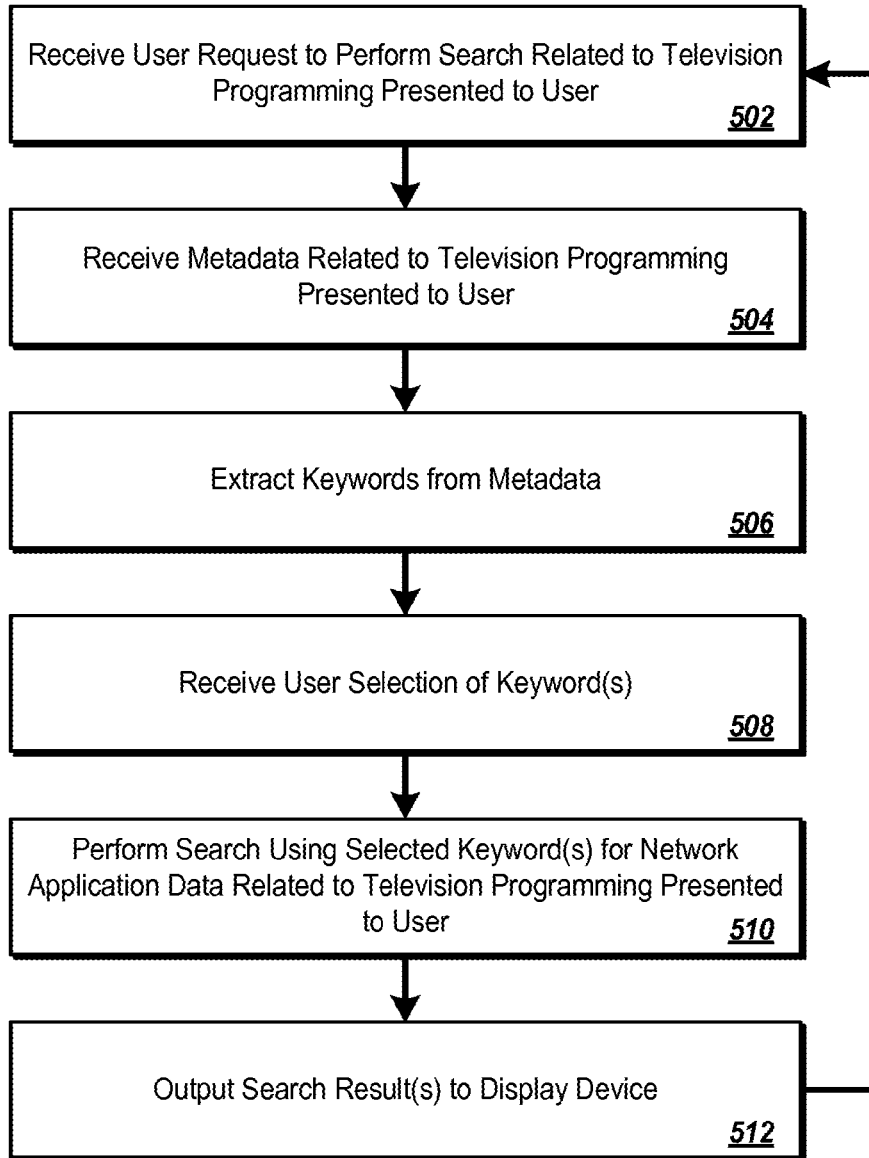 Receive User Request to Perform Search Related to Television
Programming Presented to User
502
Receive Metadata Related to Television Programming
Presented to User
504
Extract Keywords from Metadata
506
Receive User Selection of Keyword(s)
508
Perform Search Using Selected Keyword(s) for Network
Application Data Related to Television Programming Presented
to User
510
Output Search Result(s) to Display Device
512